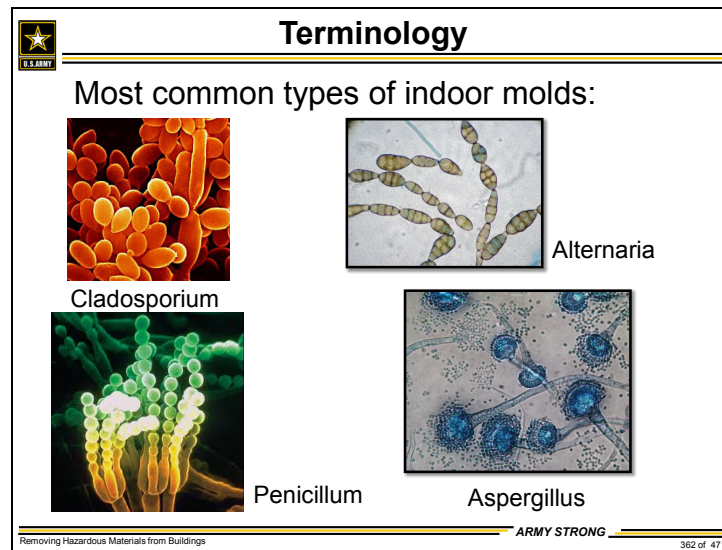 Terminology
U.S.ARMY
Most common types of indoor molds:
Alternaria
Cladosporium
Penicillum
Aspergillus
ARMY STRONG
Removing Hazardous Materials from Buildings
362 of 47